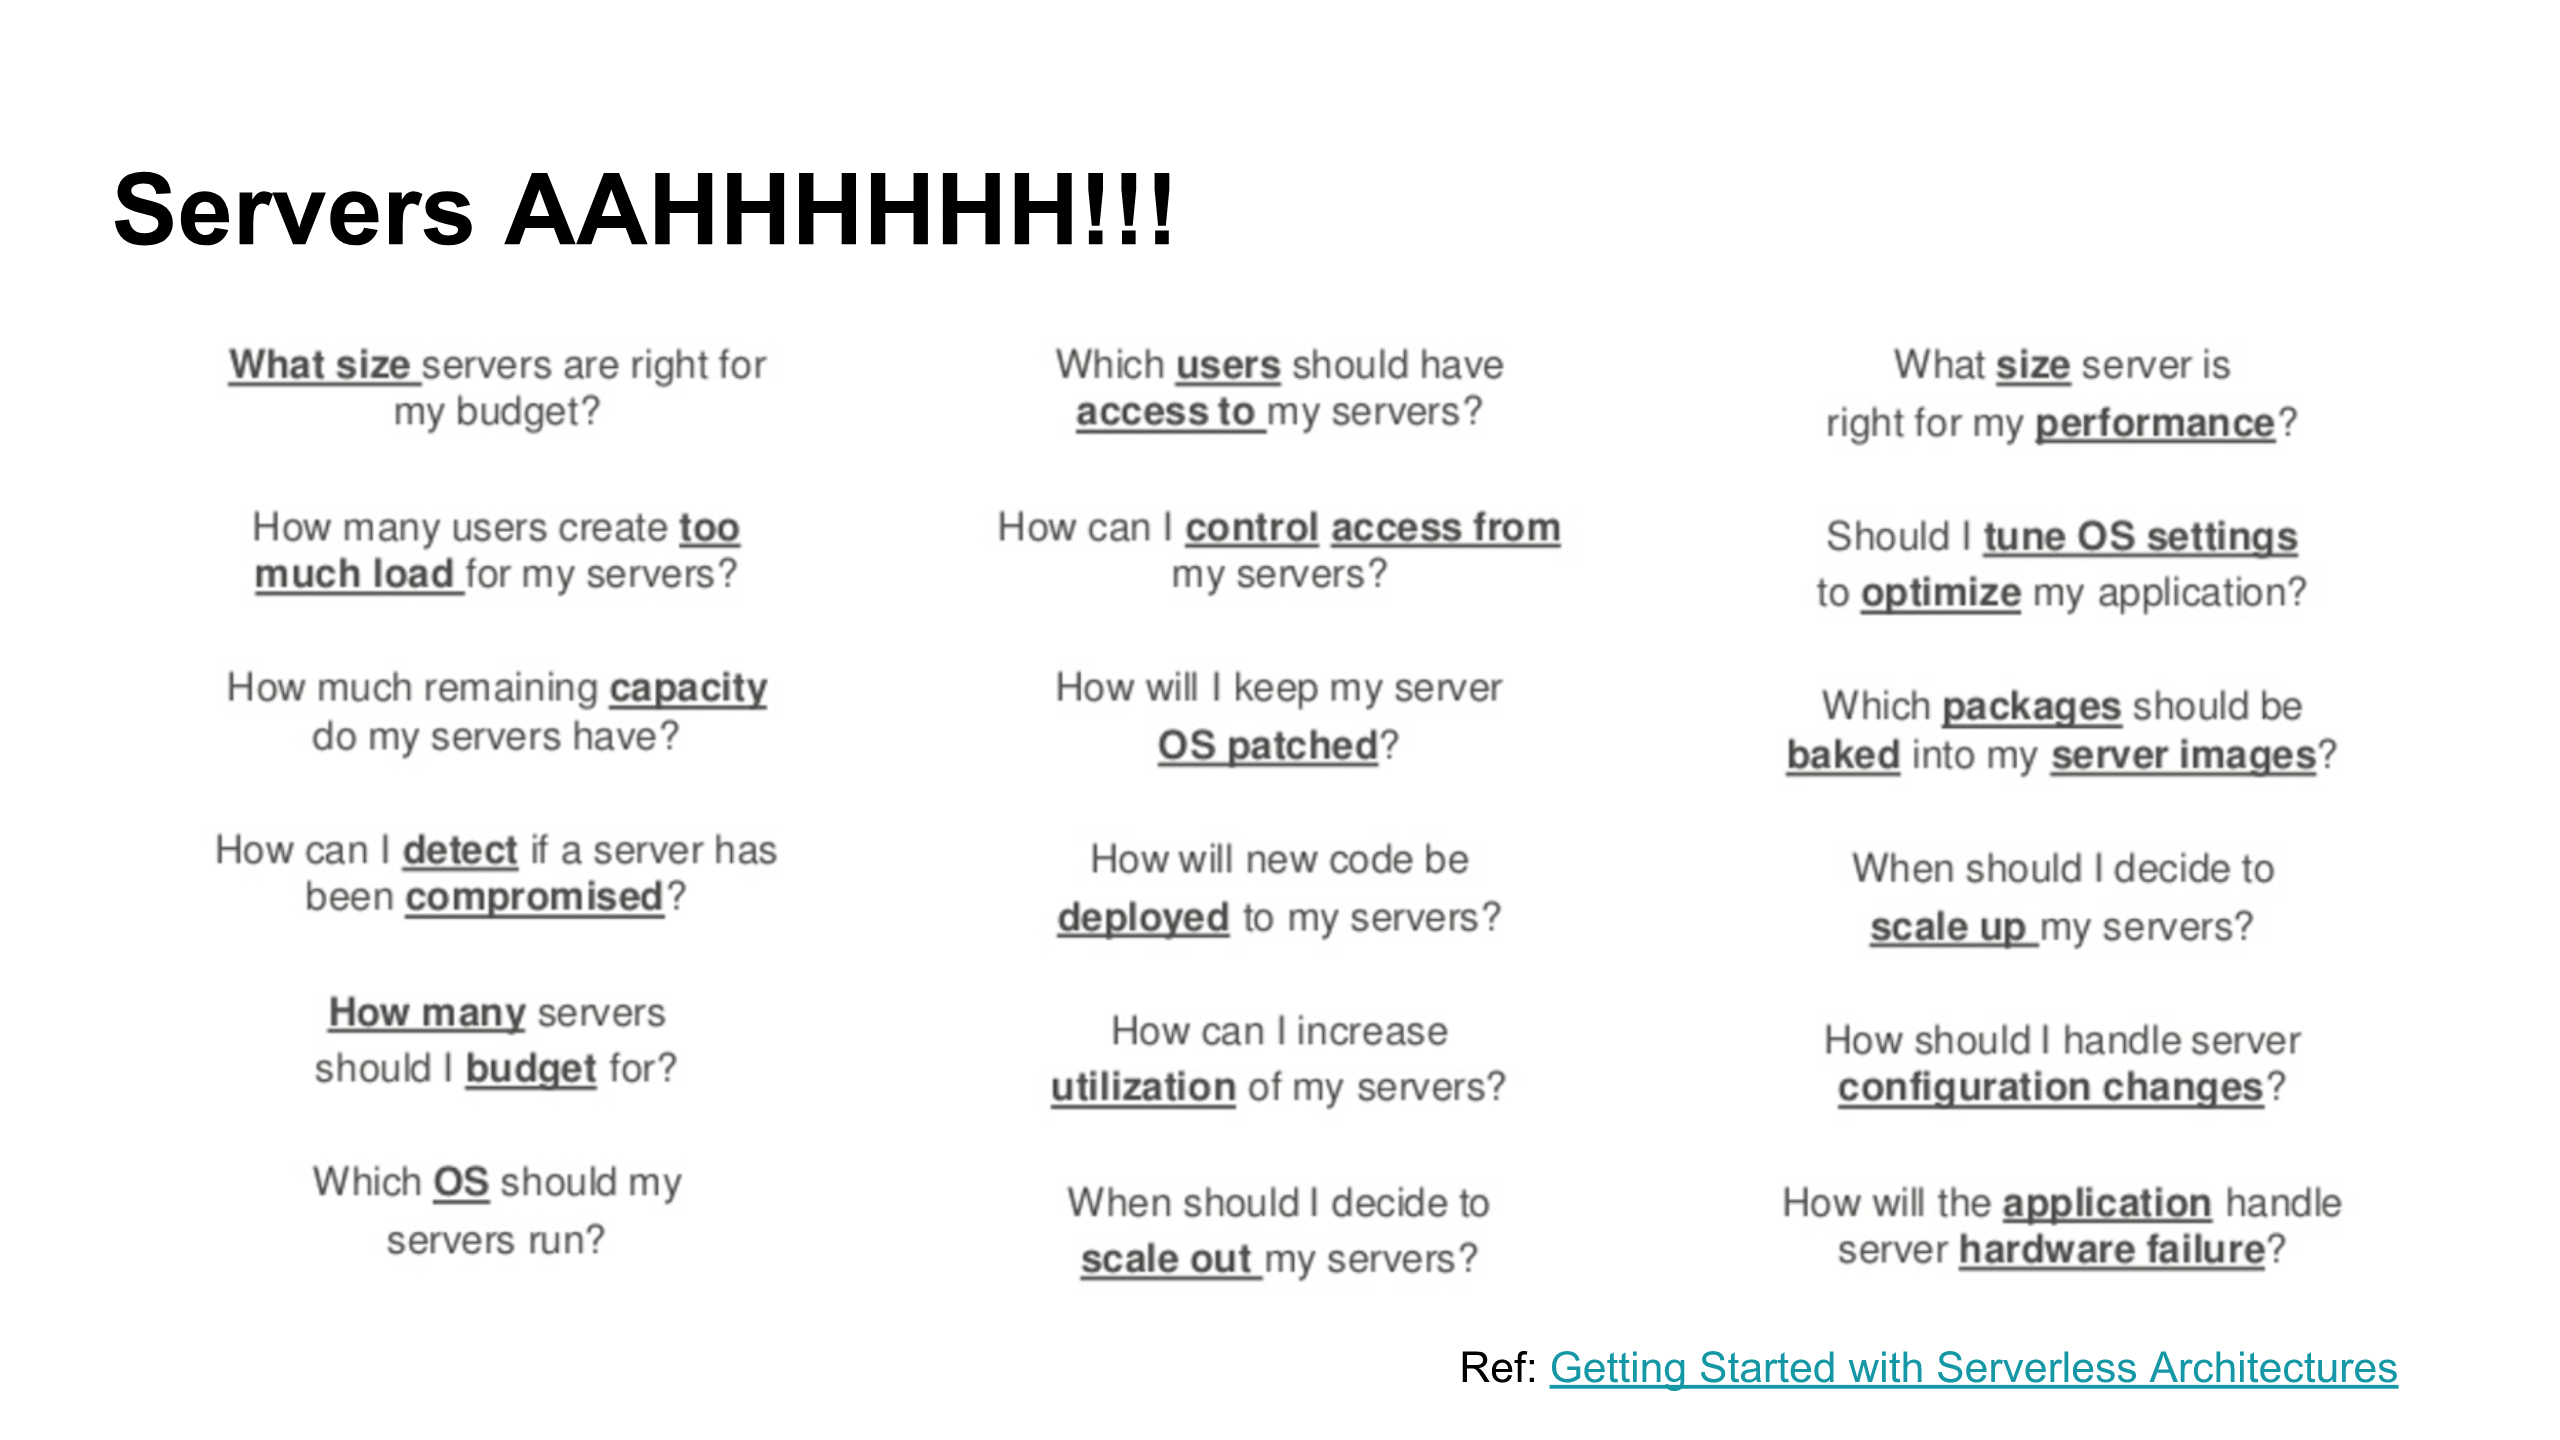 Servers AAHHHHHH!!!
What size servers are right for
my budget?
How many users create too
much load for my servers?
How much remaining capacity
do my servers have?
How can I detect if a server has
been compromised?
How many servers
should I budget for?
Which OS should my
servers run?
Which users should have
access to my servers?
How can I control access from
my servers?
How will I keep my server
OS patched?
How will new code be
deployed to my servers?
How can I increase
utilization of my servers?
When should I decide to
scale out my servers?
What size server is
right for my performance?
Should I tune OS settings
to optimize my application?
Which packages should be
baked into my server images?
When should I decide to
scale up my servers?
How should I handle server
configuration changes?
How will the application handle
server hardware failure?
Ref: Getting Started with Serverless Architectures